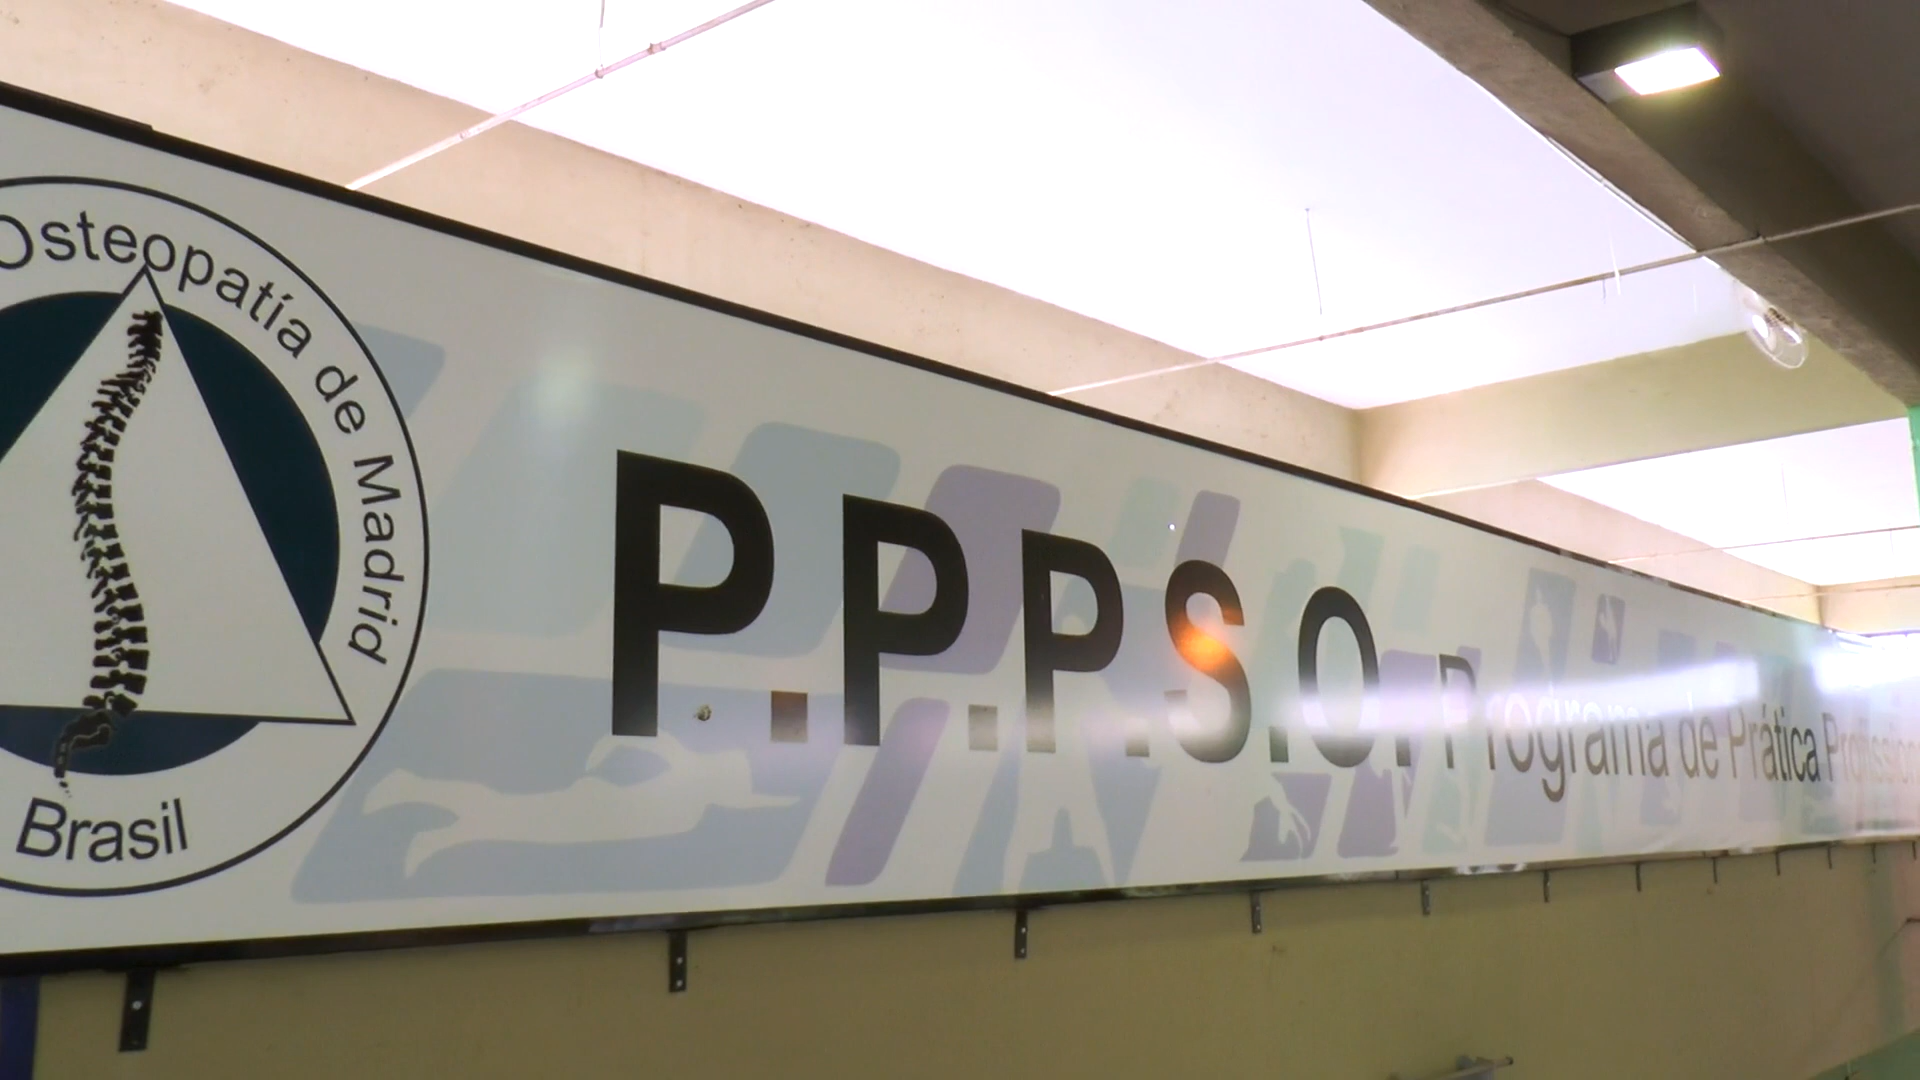 Osteopatía de Madrid
Brasil
P.P.P.S.O. Programa de Prática